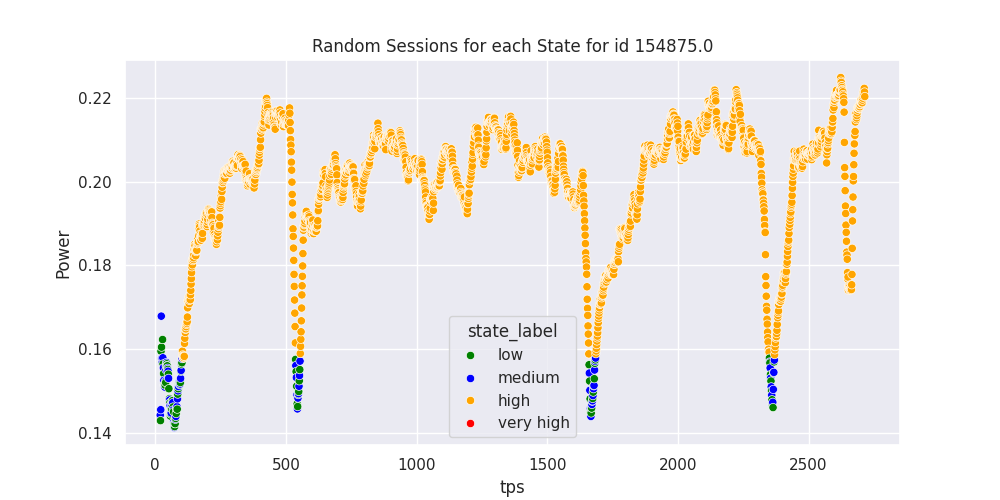 Random Sessions for each State for id 154875.0
Power
0.22
0.20
0.18
0.16
0.14
state_label
low
medium
high
very high
0
500
1000
1500
2000
2500
tps